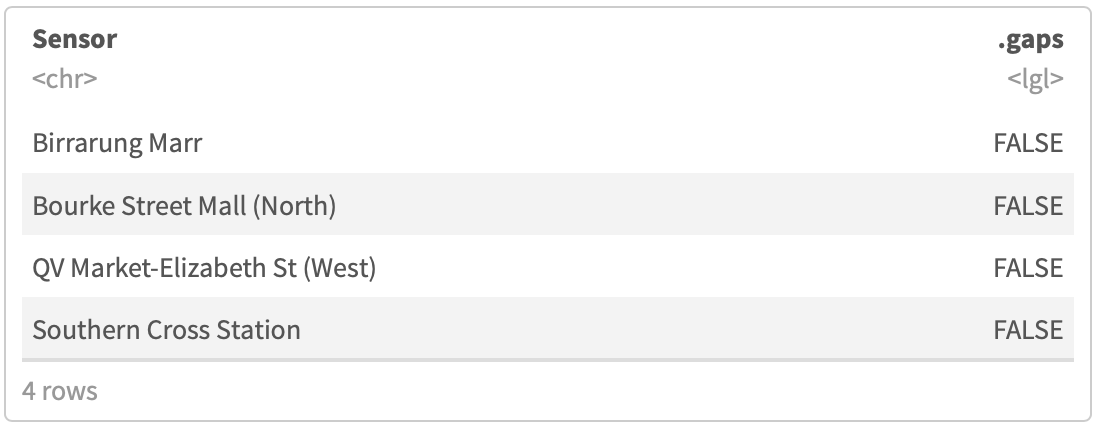 Sensor .gaps
<chr> <lgl>
Birrarung Marr FALSE
Bourke Street Mall (North) FALSE
QV Market-Elizabeth St (West) FALSE
Southern Cross Station FALSE
4 rows